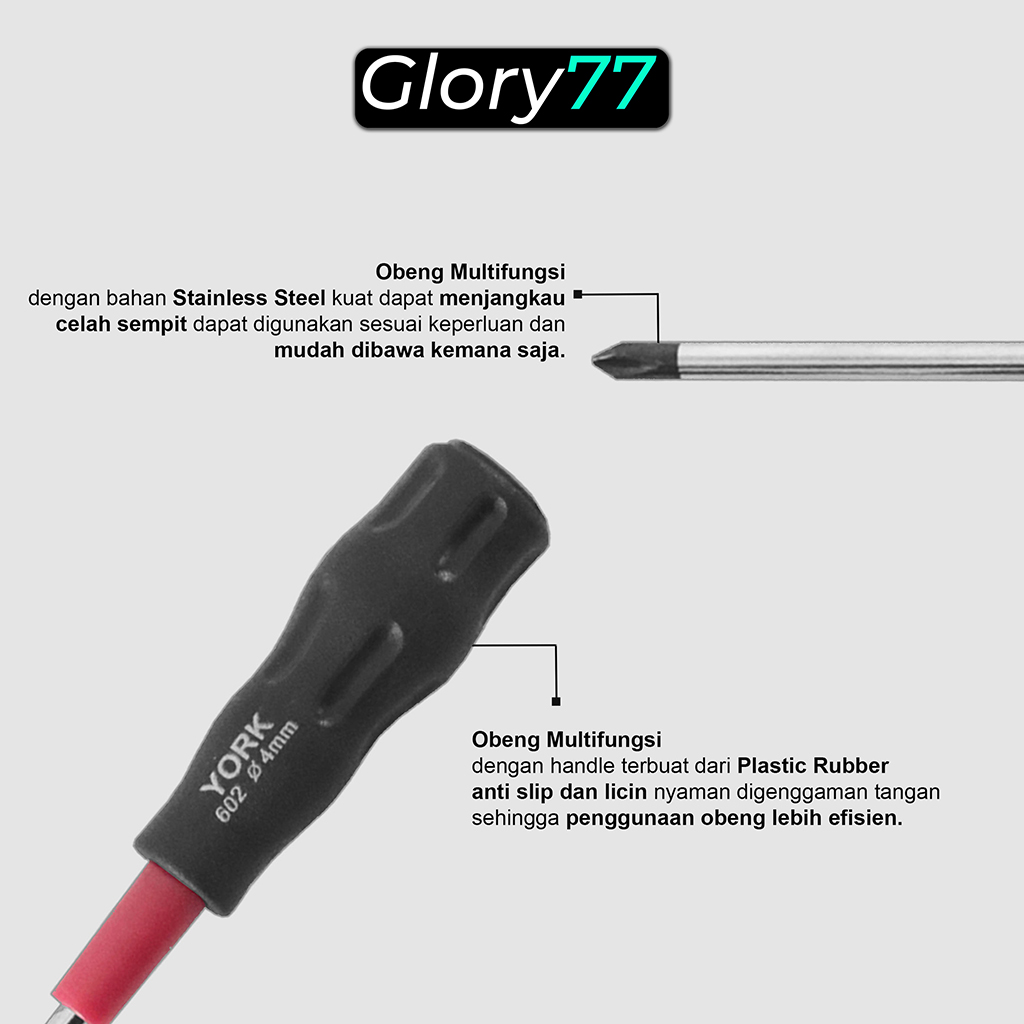 Glory77
Obeng Multifungsi
dengan bahan Stainless Steel kuat dapat menjangkau
celah sempit dapat digunakan sesuai keperluan dan
mudah dibawa kemana saja.
YORK
602 Ø 4mm
Obeng Multifungsi
dengan handle terbuat dari Plastic Rubber
anti slip dan licin nyaman digenggaman tangan
sehingga penggunaan obeng lebih efisien.